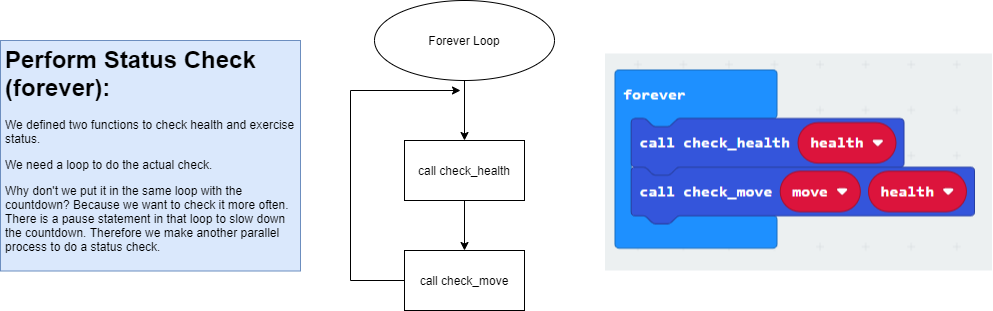 Perform Status Check
(forever):
We defined two functions to check health and exercise
status.
We need a loop to do the actual check.
Why don't we put it in the same loop with the
countdown? Because we want to check it more often.
There is a pause statement in that loop to slow down
the countdown. Therefore we make another parallel
process to do a status check.
Forever Loop
call check_health
call check_move
forever
call check_health health
call check_move move health